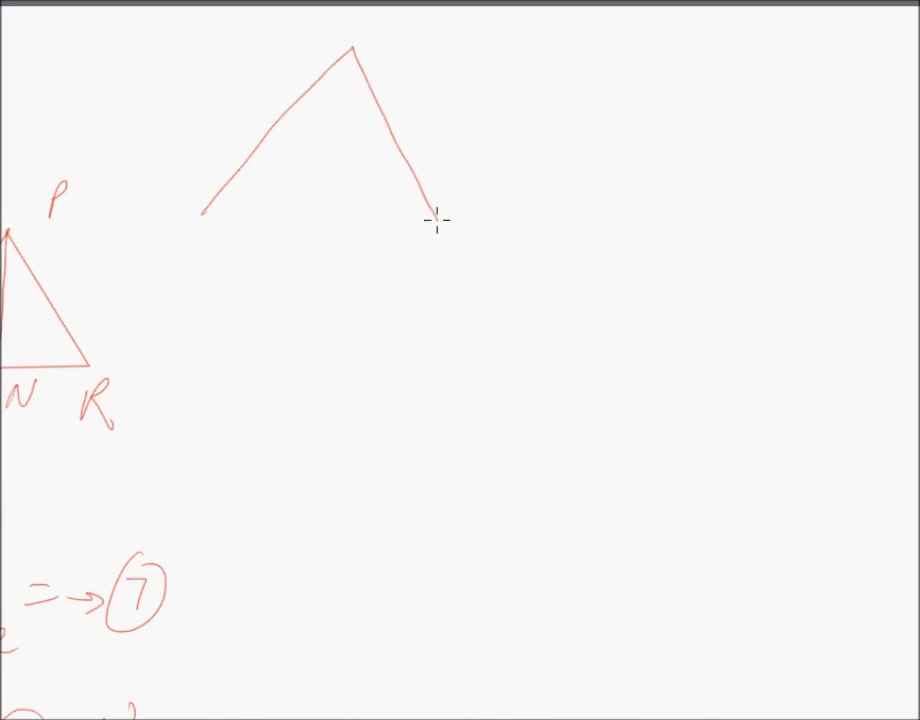 P
N R
= → 7